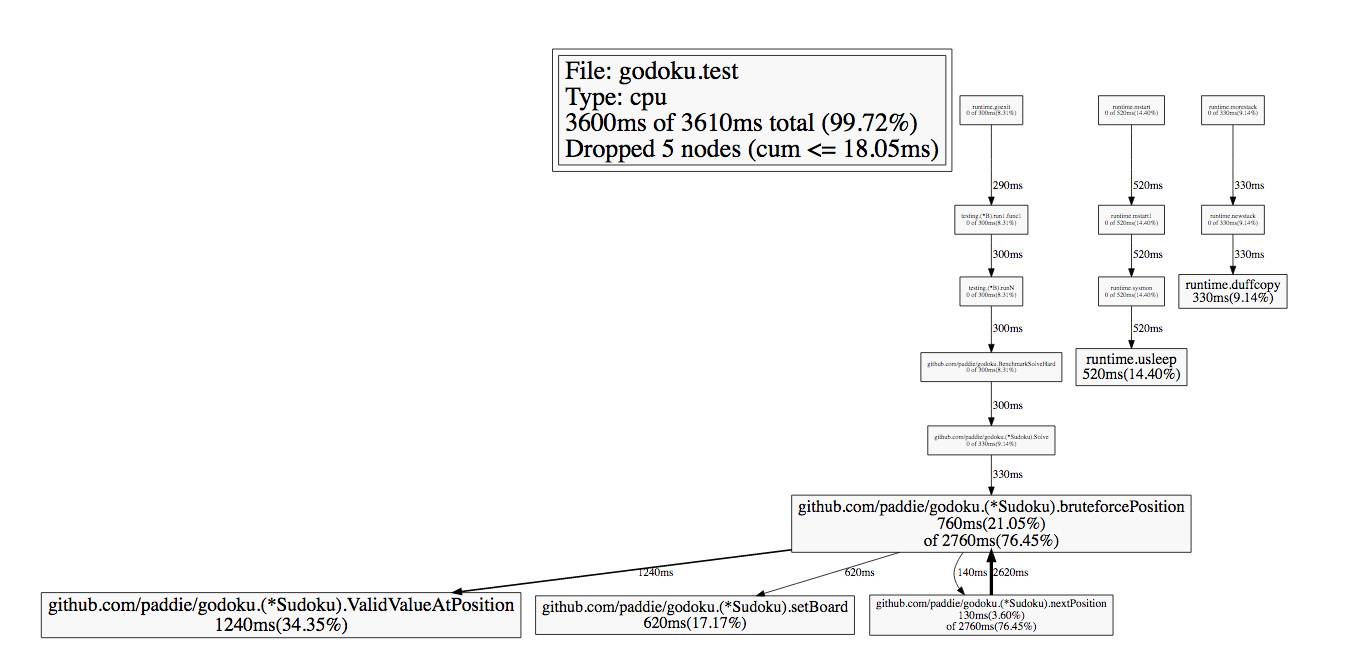 File: godoku.test
Type: cpu
3600ms of 3610ms total (99.72%)
Dropped 5 nodes (cum <= 18.05ms)
runtime.goexit
0 of 300ms(8.31%)
runtime.mstart
0 of 520ms(14.40%)
runtime.morestack
0 of 330ms(9.14%)
290ms
520ms
330ms
testing.(*B).run1.func1
0 of 300ms(8.31%)
runtime.mstart1
0 of 520ms(14.40%)
runtime.newstack
0 of 330ms(9.14%)
300ms
520ms
330ms
testing.(*B).runN
0 of 300ms(8.31%)
runtime.sysmon
0 of 520ms(14.40%)
runtime.duffcopy
330ms(9.14%)
300ms
520ms
github.com/paddie/godoku.BenchmarkSolveHard
0 of 300ms(8.31%)
runtime.usleep
520ms(14.40%)
300ms
github.com/paddie/godoku.(*Sudoku).Solve
0 of 330ms(9.14%)
330ms
github.com/paddie/godoku.(*Sudoku).bruteforcePosition
760ms(21.05%)
of 2760ms(76.45%)
1240ms
620ms
140ms
2620ms
github.com/paddie/godoku.(*Sudoku).ValidValueAtPosition
1240ms(34.35%)
github.com/paddie/godoku.(*Sudoku).setBoard
620ms(17.17%)
github.com/paddie/godoku.(*Sudoku).nextPosition
130ms(3.60%)
of 2760ms(76.45%)